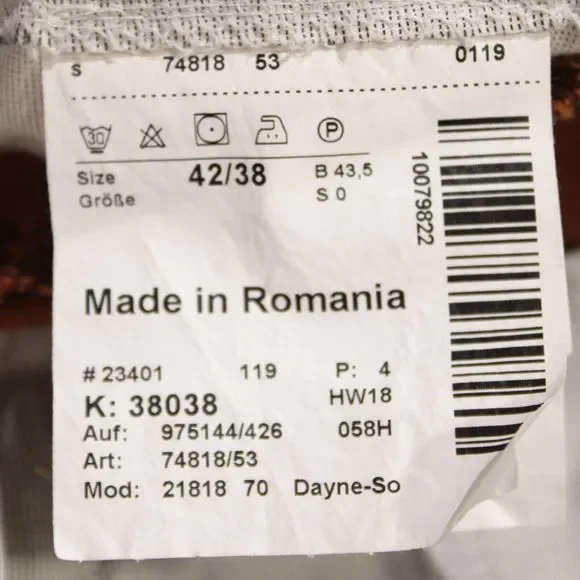 S 74818 53 0119
30 P
Size 42/38 B 43,5
Größe S 0
10079822
Made in Romania
# 23401 119 P: 4
K: 38038 HW18
Auf: 975144/426 058H
Art: 74818/53
Mod: 21818 70 Dayne-So